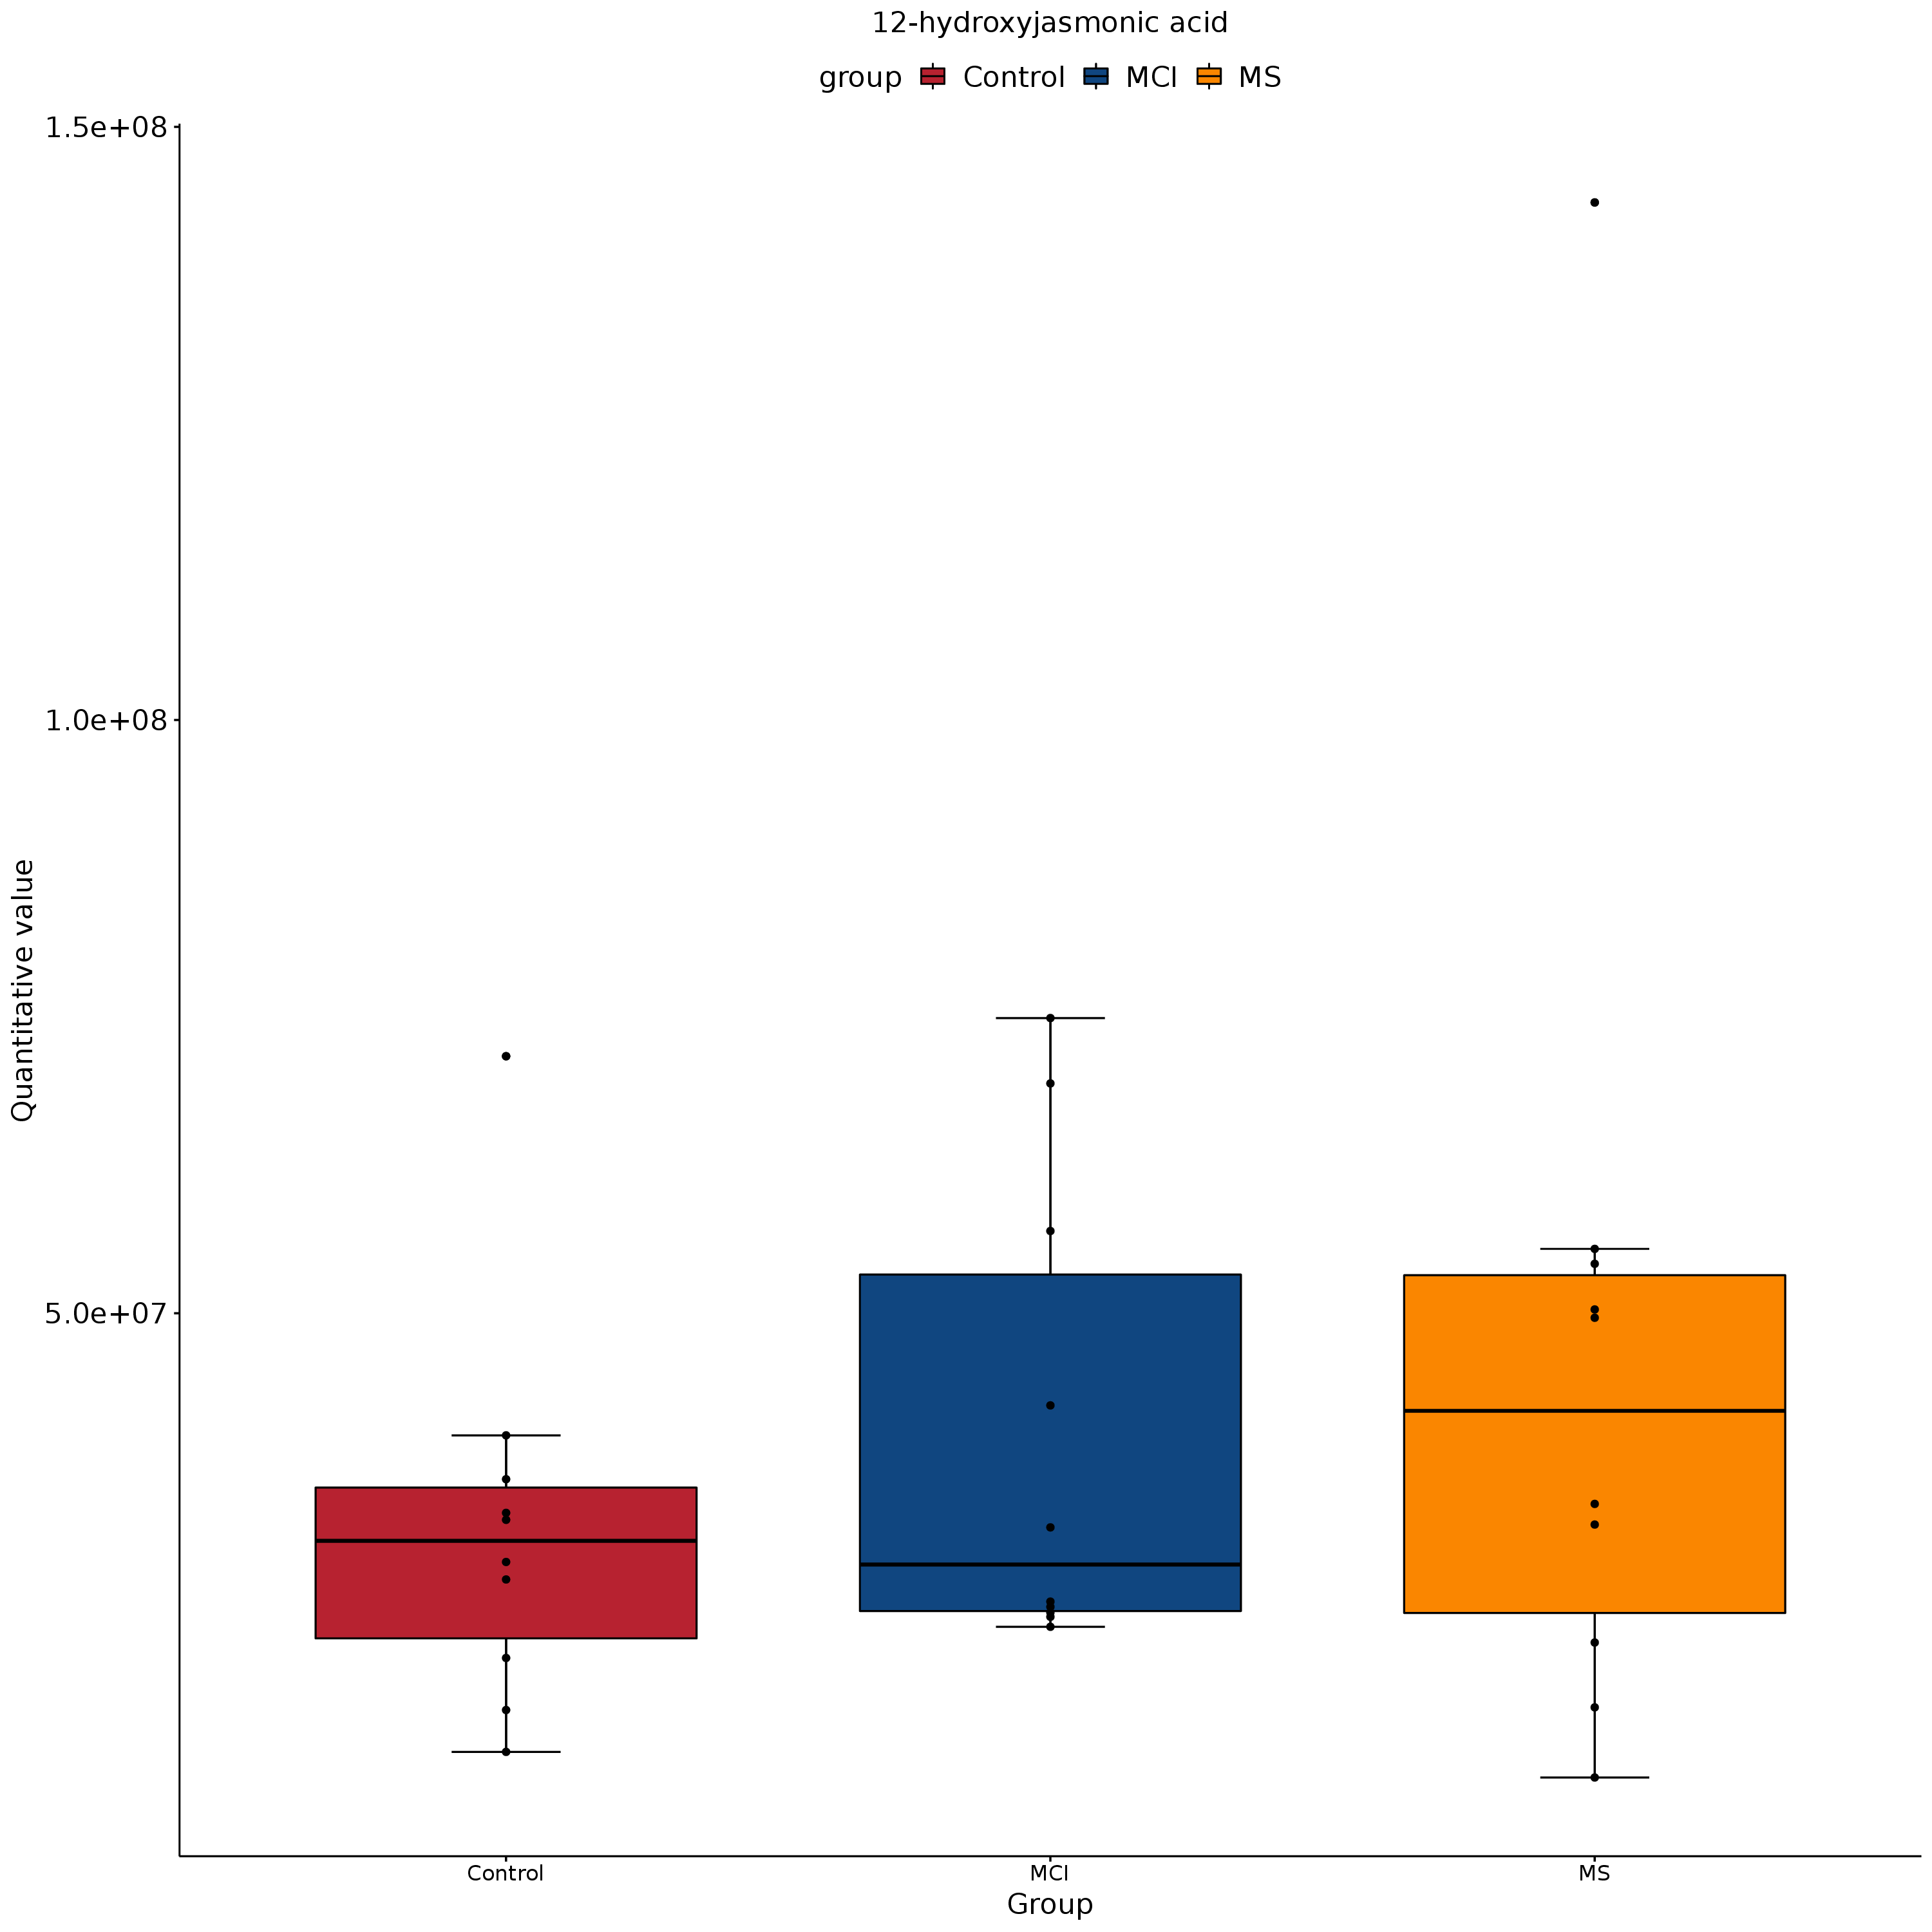 12-hydroxyjasmonic acid
group Control MCI MS
1.5e+08
1.0e+08
5.0e+07
Quantitative value
Control MCI MS
Group